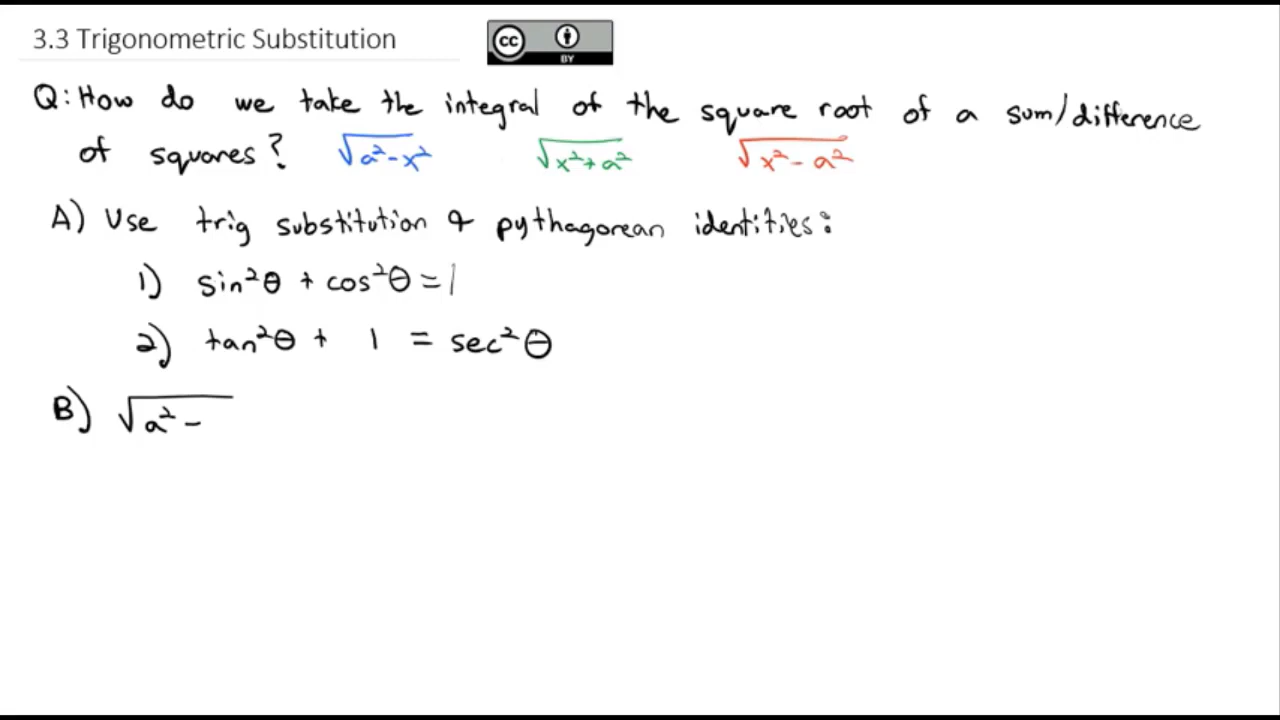 3.3 Trigonometric Substitution
cc BY
Q: How do we take the integral of the square root of a sum/difference
of squares? √(a²-x²) √(x²+a²) √(x²-a²)
A) Use trig substitution & pythagorean identities:
1) sin²θ + cos²θ = 1
2) tan²θ + 1 = sec²θ
B) √(a² -